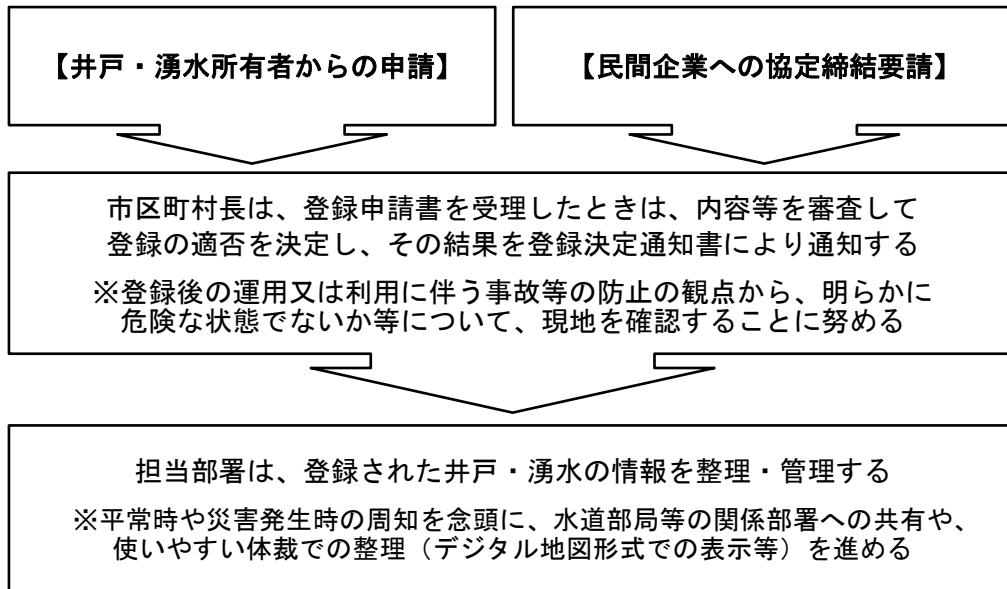 【井戸・湧水所有者からの申請】
【民間企業への協定締結要請】
市区町村長は、登録申請書を受理したときは、内容等を審査して
登録の適否を決定し、その結果を登録決定通知書により通知する
※登録後の運用又は利用に伴う事故等の防止の観点から、明らかに
危険な状態でないか等について、現地を確認することに努める
担当部署は、登録された井戸・湧水の情報を整理・管理する
※平常時や災害発生時の周知を念頭に、水道部局等の関係部署への共有や、
使いやすい体裁での整理（デジタル地図形式での表示等）を進める